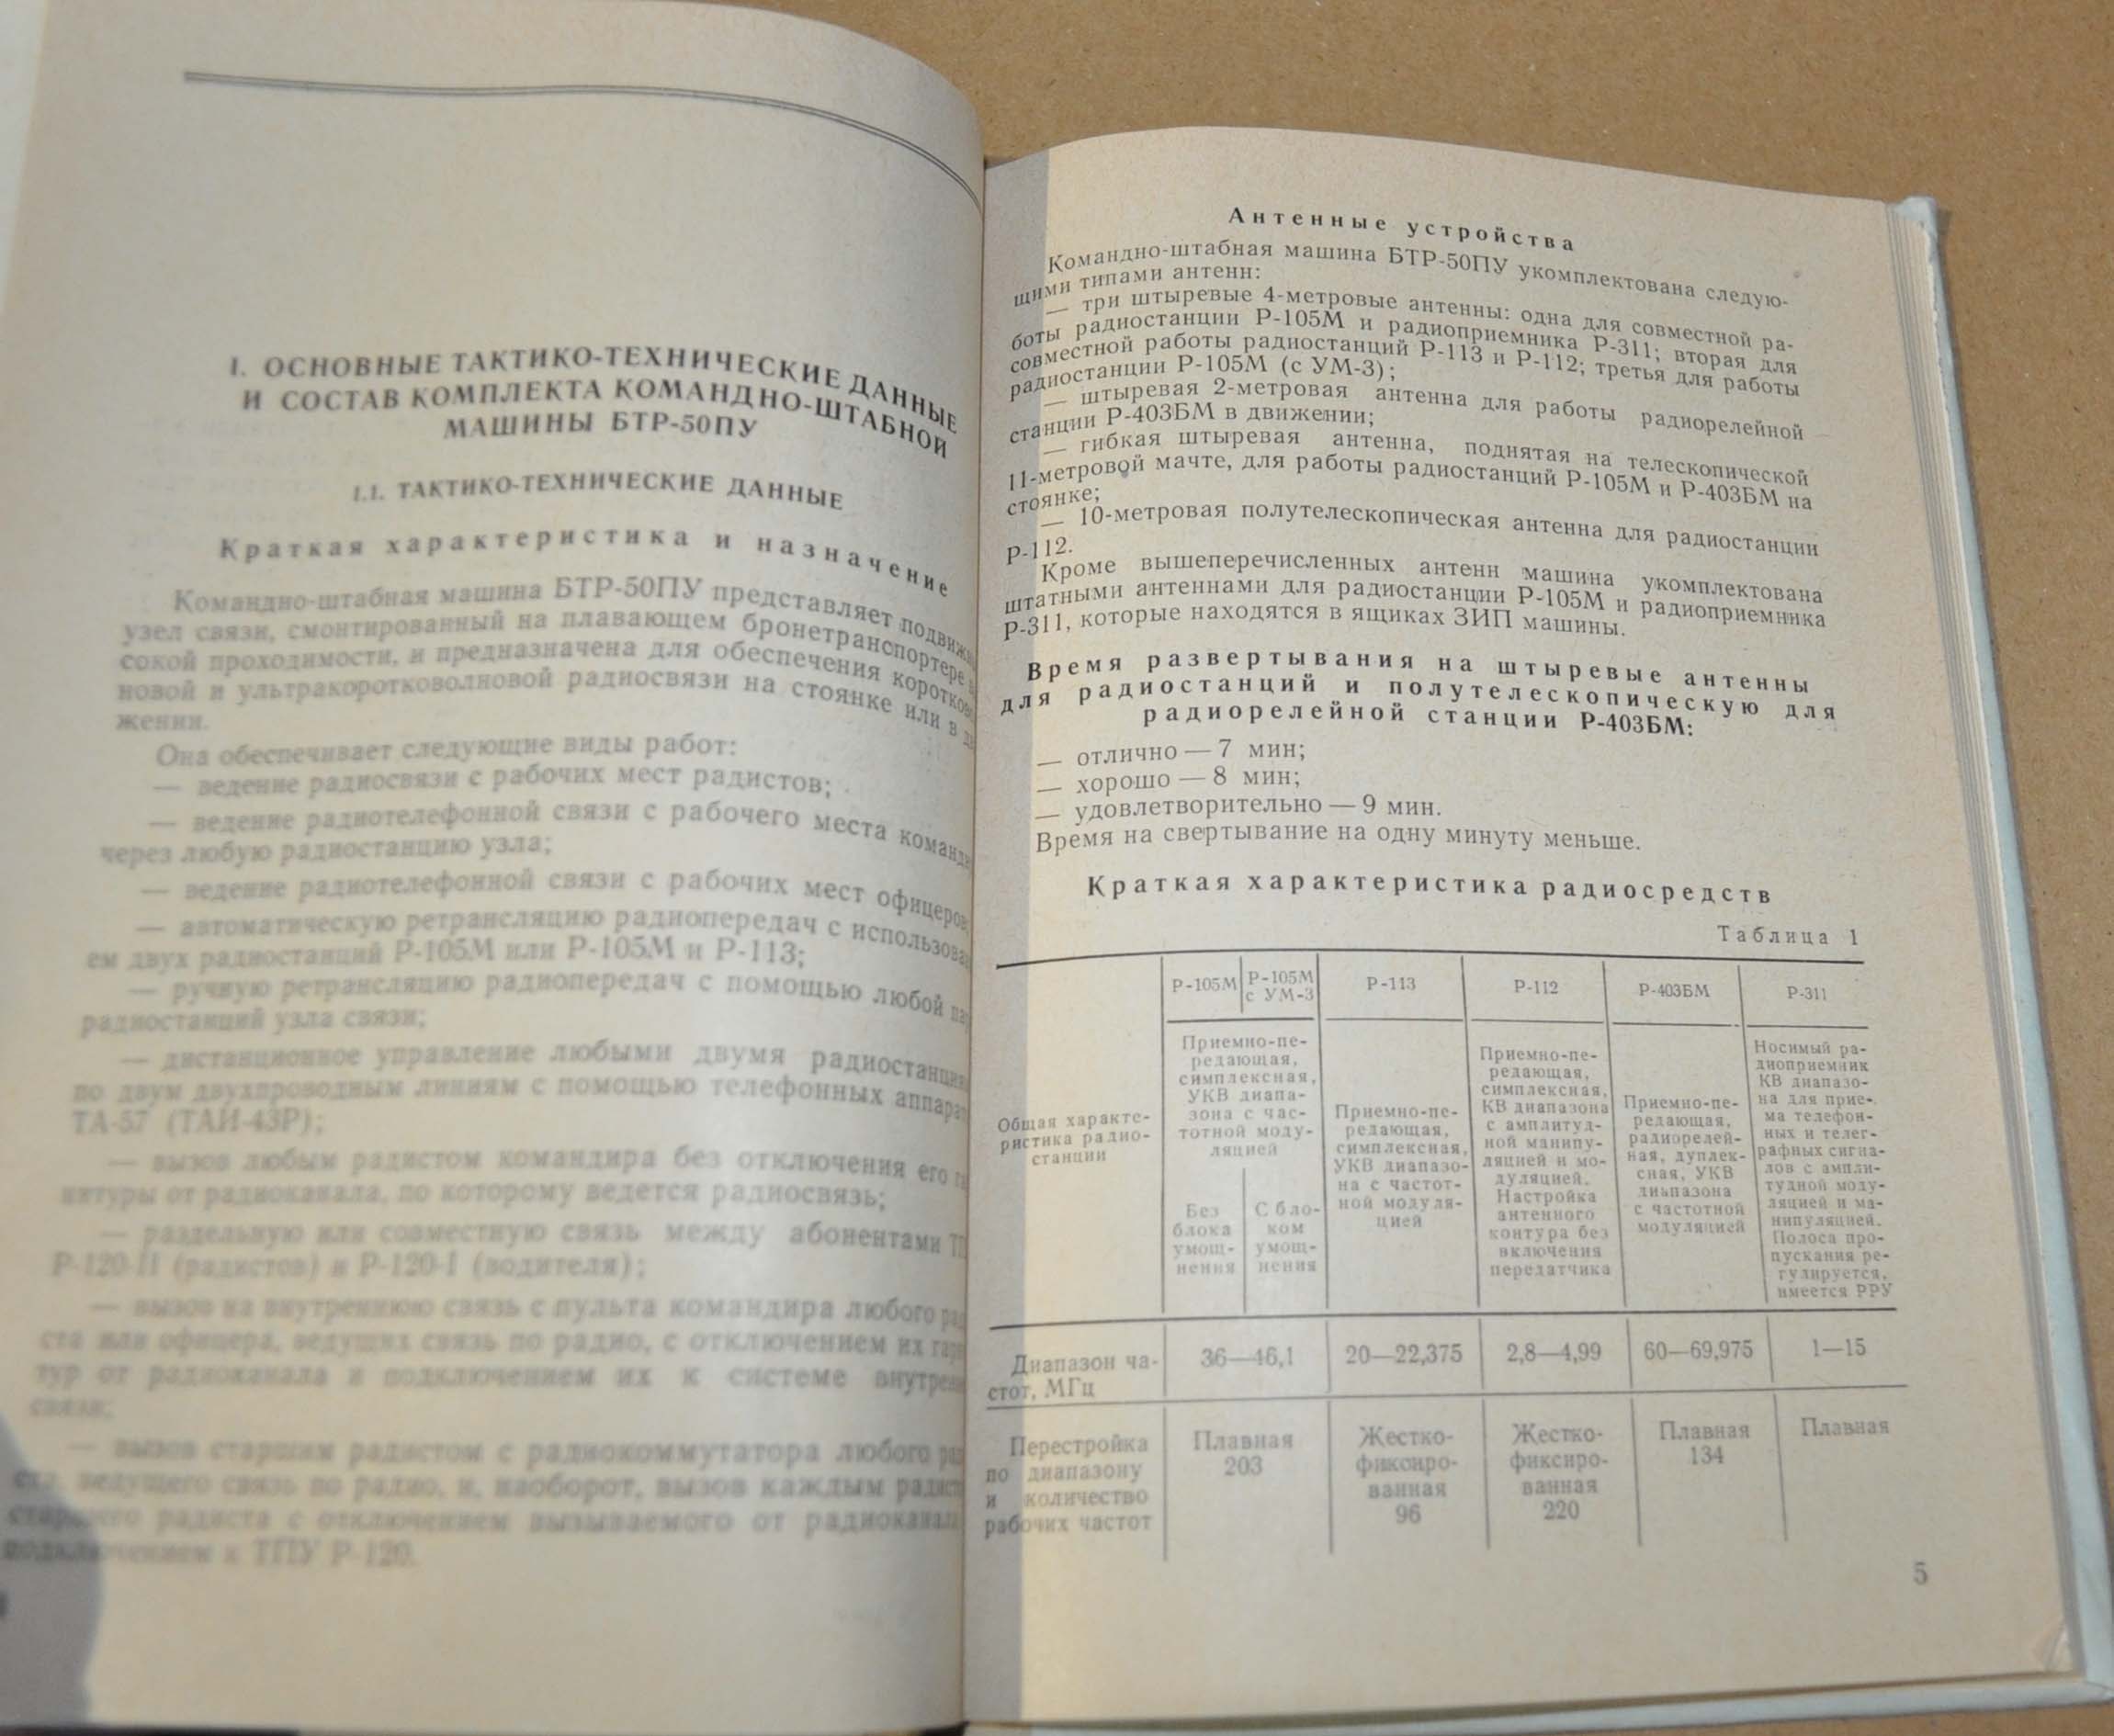 1. ОСНОВНЫЕ ТАКТИКО-ТЕХНИЧЕСКИЕ ДАННЫЕ
И СОСТАВ КОМПЛЕКТА КОМАНДНО-ШТАБНОЙ
МАШИНЫ БТР-50ПУ
1.1. ТАКТИКО-ТЕХНИЧЕСКИЕ ДАННЫЕ
Краткая характеристика и назначение
Командно-штабная машина БТР-50ПУ представляет
узел связи, смонтированный на плавающем бронетранспортере
сокой проходимости, и предназначена для обеспечения
новой и ультракоротковолновой радиосвязи на стоянке или в
жении.
Она обеспечивает следующие виды работ:
— ведение радиосвязи с рабочих мест радистов;
— ведение радиотелефонной связи с рабочего места
через любую радиостанцию узла;
— ведение радиотелефонной связи с рабочих мест
— автоматическую ретрансляцию радиопередач с
ем двух радиостанций Р-105М или Р-105М и Р-113;
— ручную ретрансляцию радиопередач с помощью любой
радиостанций узла связи;
— дистанционное управление любыми двумя
по двум двухпроводным линиям с помощью телефонных
ТА-57 (ТАИ-43Р);
— вызов любым радистом командира без отключения его
нитуры от радиоканала, по которому ведется радиосвязь;
— раздельную или совместную связь между абонентами
Р-120-II (радистов) и Р-120-I (водителя);
— вызов на внутреннюю связь с пульта командира любого
ста или офицера, ведущих связь по радио, с отключением их
тур от радиоканала и подключением их к системе
связи;
— вызов старшим радистом с радиокоммутатора любого
ста, ведущего связь по радио, и, наоборот, вызов каждым
старшего радиста с отключением вызываемого от
подключением к ТПУ Р-120.
Антенные устройства
Командно-штабная машина БТР-50ПУ укомплектована следую-
щими типами антенн:
— три штыревые 4-метровые антенны: одна для совместной ра-
боты радиостанции Р-105М и радиоприемника Р-311; вторая для
совместной работы радиостанций Р-113 и Р-112; третья для работы
радиостанции Р-105М (с УМ-3);
— штыревая 2-метровая антенна для работы радиорелейной
станции Р-403БМ в движении;
— гибкая штыревая антенна, поднятая на телескопической
11-метровой мачте, для работы радиостанций Р-105М и Р-403БМ на
стоянке;
— 10-метровая полутелескопическая антенна для радиостанции
Р-112.
Кроме вышеперечисленных антенн машина укомплектована
штатными антеннами для радиостанции Р-105М и радиоприемника
Р-311, которые находятся в ящиках ЗИП машины.
Время развертывания на штыревые антенны
для радиостанций и полутелескопическую для
радиорелейной станции Р-403БМ:
— отлично — 7 мин;
— хорошо — 8 мин;
— удовлетворительно — 9 мин.
Время на свертывание на одну минуту меньше.
Краткая характеристика радиосредств
Таблица 1
Р-105М
Р-105М
с УМ-3
Р-113
Р-112
Р-403БМ
Р-311
Общая характе-
ристика радио-
станции
Приемно-пе-
редающая,
симплексная,
УКВ диапа-
зона с час-
тотной моду-
ляцией
Без
блока
умощ-
нения
С бло-
ком
умощ-
нения
Приемно-пе-
редающая,
симплексная,
УКВ диапазо-
на с частот-
ной модуля-
цией
Приемно-пе-
редающая,
симплексная,
КВ диапазона
с амплитуд-
ной манипу-
ляцией и мо-
дуляцией.
Настройка
антенного
контура без
включения
передатчика
Приемно-пе-
редающая,
радиорелей-
ная, дуплек-
сная, УКВ
диапазона
с частотной
модуляцией
Носимый ра-
диоприемник
КВ диапазо-
на для прие-
ма телефон-
ных и телег-
рафных сигна-
лов с ампли-
тудной моду-
ляцией и ма-
нипуляцией.
Полоса про-
пускания ре-
гулируется,
имеется РРУ
Диапазон ча-
стот, МГц
36—46,1
20—22,375
2,8—4,99
60—69,975
1—15
Перестройка
по диапазону
и количество
рабочих частот
Плавная
203
Жестко-
фиксиро-
ванная
96
Жестко-
фиксиро-
ванная
220
Плавная
134
Плавная
5